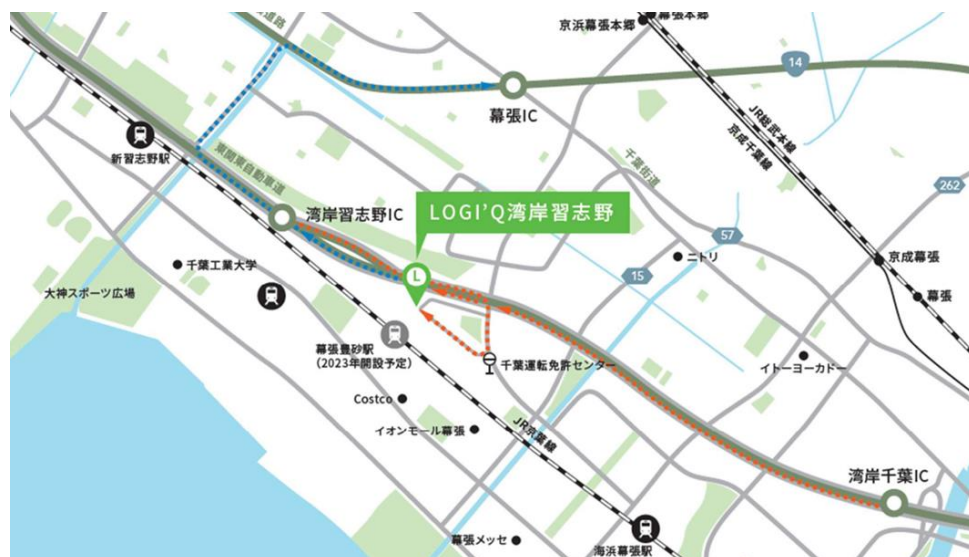 道路
京浜幕張本郷
幕張本郷
14
JR総武本線
京成千葉線
幕張IC
新習志野駅
東関東自動車道
千葉街道
262
LOGI'Q湾岸習志野
湾岸習志野IC
57
ニトリ
京成幕張
千葉工業大学
15
大神スポーツ広場
L
幕張
幕張豊砂駅
(2023年開設予定)
千葉運転免許センター
イトーヨーカドー
Costco
イオンモール幕張
JR京葉線
湾岸千葉IC
幕張メッセ
海浜幕張駅